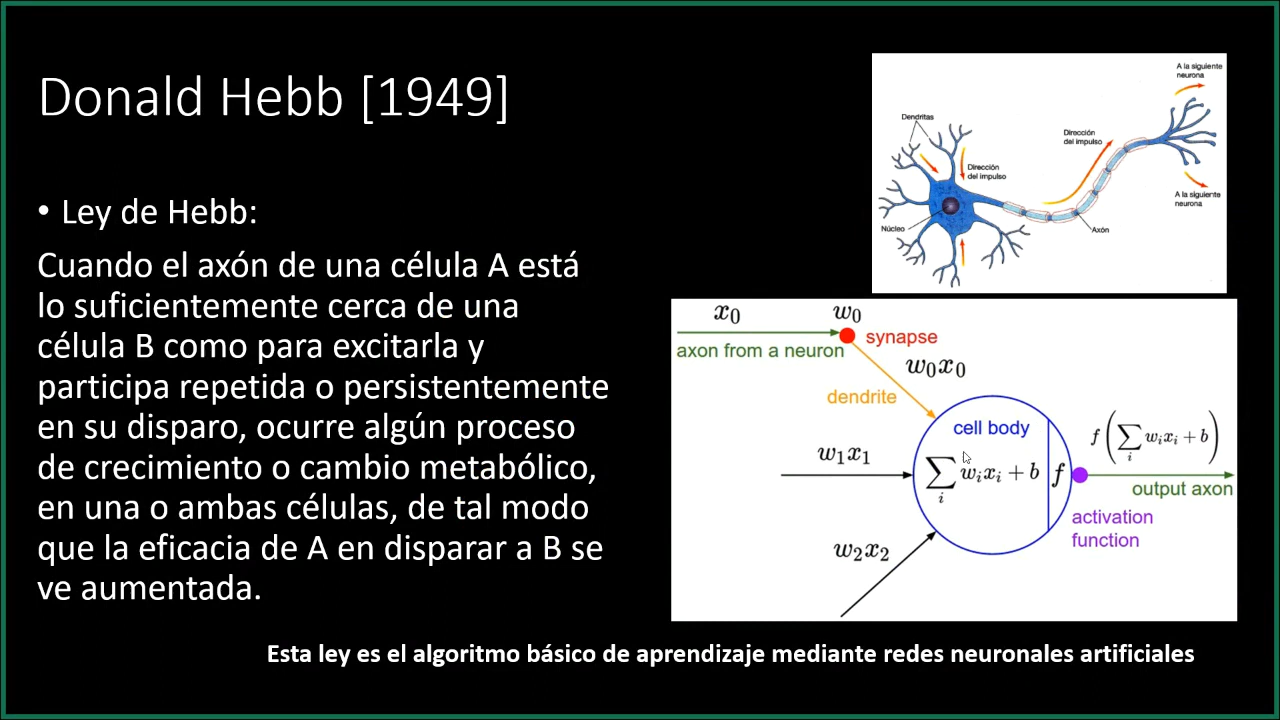 Donald Hebb [1949]
• Ley de Hebb:
Cuando el axón de una célula A está
lo suficientemente cerca de una
célula B como para excitarla y
participa repetida o persistentemente
en su disparo, ocurre algún proceso
de crecimiento o cambio metabólico,
en una o ambas células, de tal modo
que la eficacia de A en disparar a B se
ve aumentada.
A la siguiente
neurona
Dendritas
Dirección
del impulso
Dirección
del impulso
A la siguiente
neurona
Núcleo
Axón
x₀
w₀
synapse
axon from a neuron
w₀x₀
dendrite
cell body
f(∑ᵢ wᵢxᵢ + b)
w₁x₁
∑ᵢ wᵢxᵢ + b
f
output axon
activation
function
w₂x₂
Esta ley es el algoritmo básico de aprendizaje mediante redes neuronales artificiales